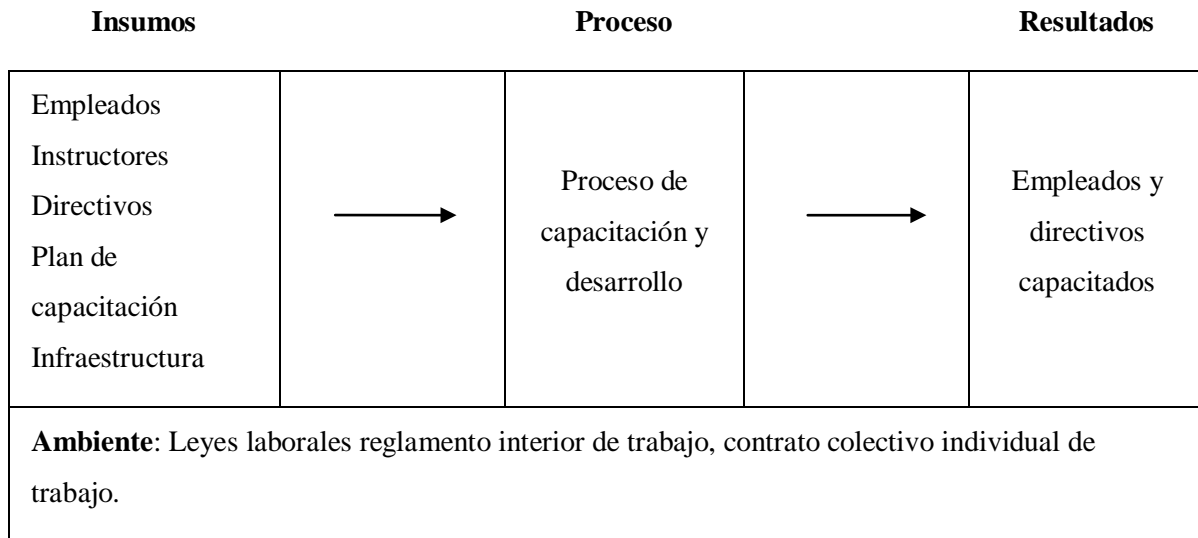 Insumos Proceso Resultados
Empleados
Instructores
Directivos
Plan de
capacitación
Infraestructura
Proceso de
capacitación y
desarrollo
Empleados y
directivos
capacitados
Ambiente: Leyes laborales reglamento interior de trabajo, contrato colectivo individual de
trabajo.